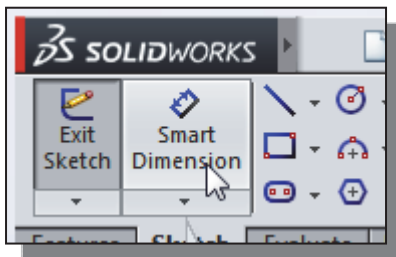 SOLIDWORKS
Exit
Sketch
Smart
Dimension
Features Sketch Evaluate